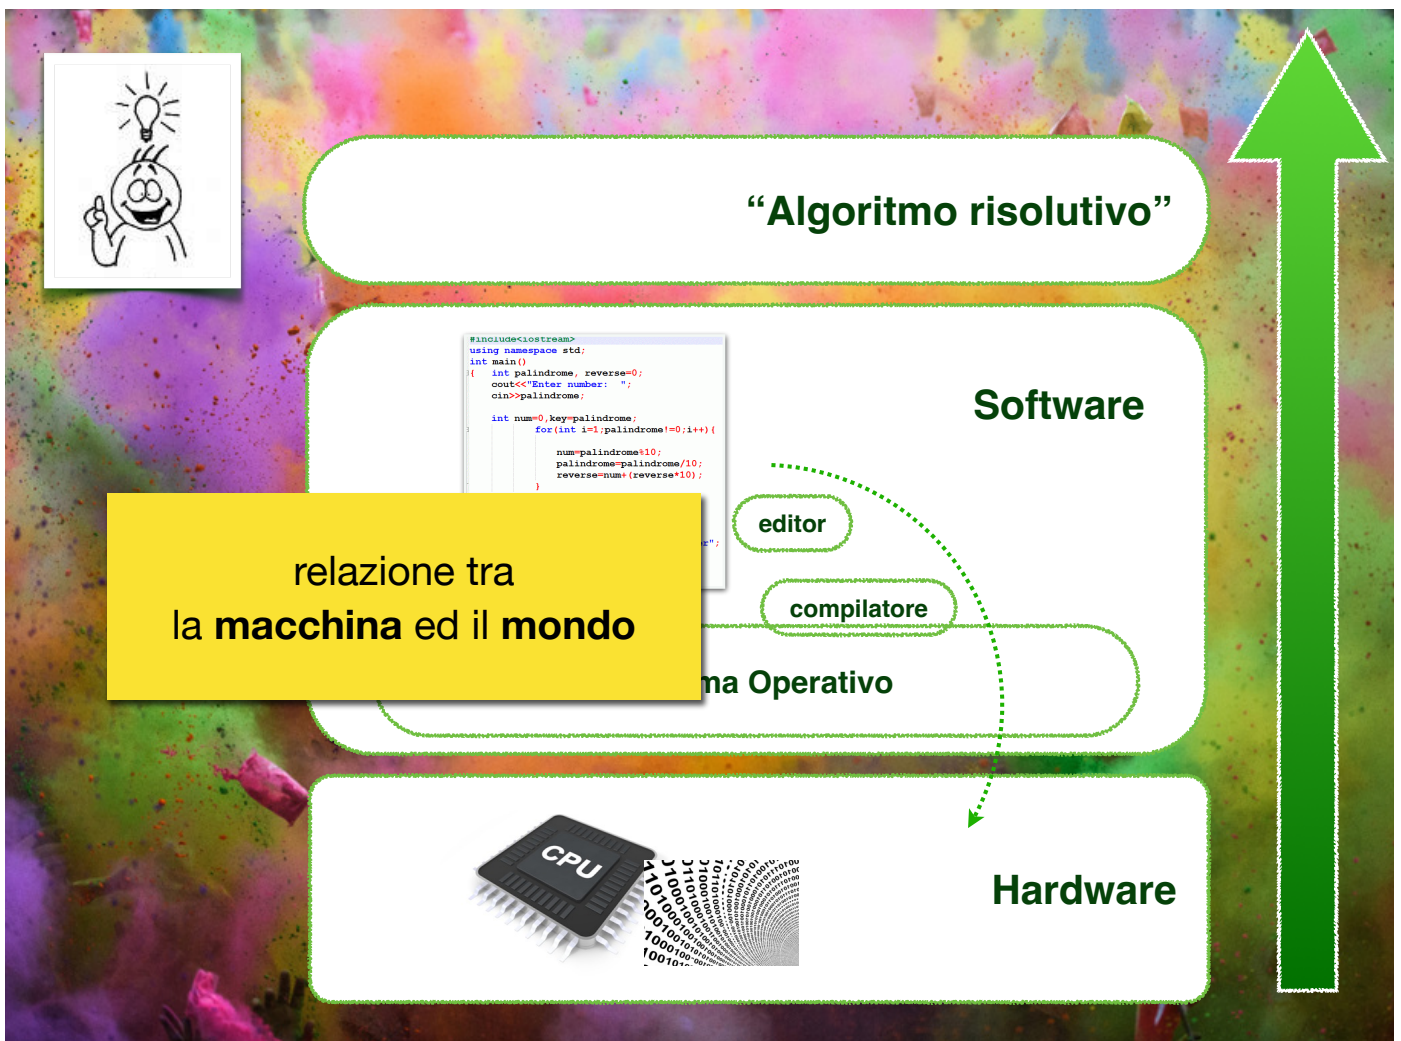 “Algoritmo risolutivo”
#include<iostream>
using namespace std;
int main()
{ int palindrome, reverse=0;
cout<<"Enter number: ";
cin>>palindrome;
int num=0,key=palindrome;
for(int i=1;palindrome!=0;i++){
num=palindrome%10;
palindrome=palindrome/10;
reverse=num+(reverse*10);
}
Software
editor
er";
relazione tra
la macchina ed il mondo
compilatore
ma Operativo
CPU
Hardware